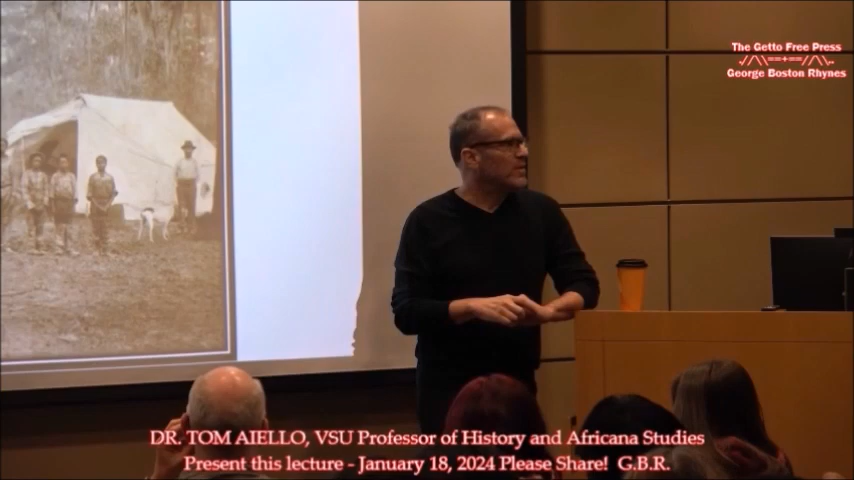 The Getto Free Press
George Boston Rhynes
DR. TOM AIELLO, VSU Professor of History and Africana Studies
Present this lecture - January 18, 2024 Please Share!  G.B.R.